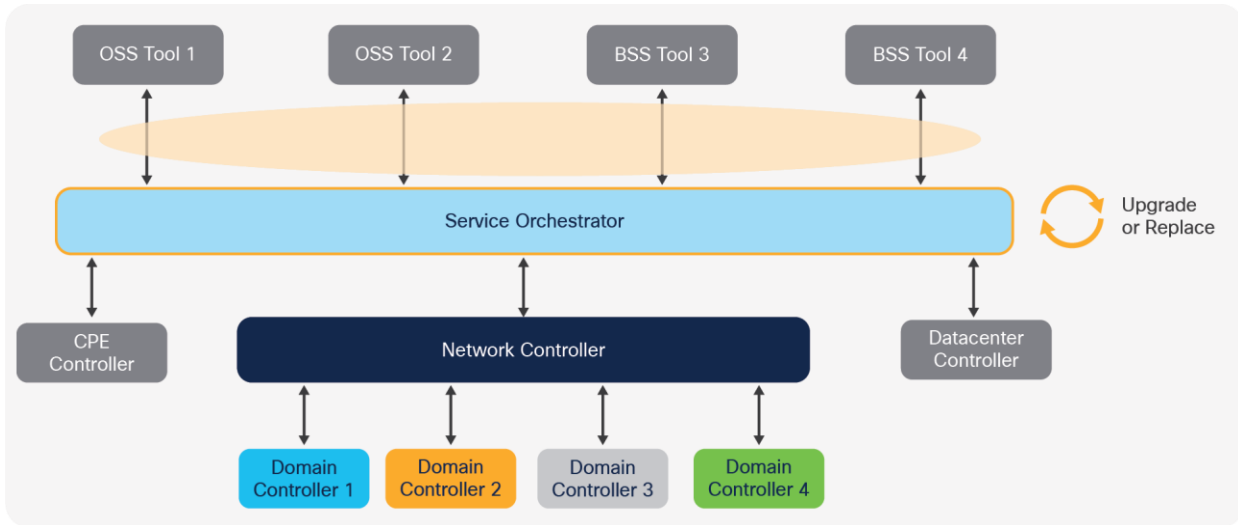 OSS Tool 1
OSS Tool 2
BSS Tool 3
BSS Tool 4
Service Orchestrator
Upgrade
or Replace
CPE
Controller
Network Controller
Datacenter
Controller
Domain
Controller 1
Domain
Controller 2
Domain
Controller 3
Domain
Controller 4